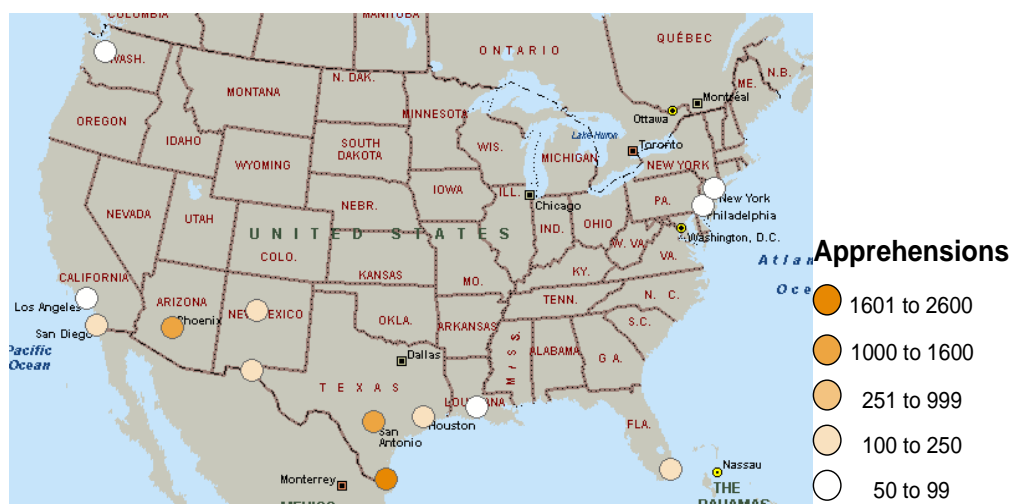 COLUMBIA
MANITOBA
ONTARIO
QUÉBEC
N.B.
ME.
WASH.
MONTANA
N. DAK.
MINNESOTA
Ottawa
Montréal
OREGON
IDAHO
SOUTH
DAKOTA
WIS.
Lake Huron
MICHIGAN
Toronto
NEW YORK
WYOMING
IOWA
ILL.
Chicago
PA.
New York
Philadelphia
NEVADA
UTAH
NEBR.
IND.
OHIO
Washington, D.C.
UNITED STATES
COLO.
W. VA.
VA.
CALIFORNIA
KANSAS
MO.
KY.
Los Angeles
ARIZONA
Phoenix
NEW MEXICO
OKLA.
ARKANSAS
TENN.
N. C.
S.C.
San Diego
Pacific
Ocean
Dallas
MISS.
ALABAMA
GA.
TEXAS
LOUISIANA
San
Antonio
Houston
FLA.
Monterrey
MEXICO
Nassau
THE
BAHAMAS
Atlan
Oce
Apprehensions
1601 to 2600
1000 to 1600
251 to 999
100 to 250
50 to 99